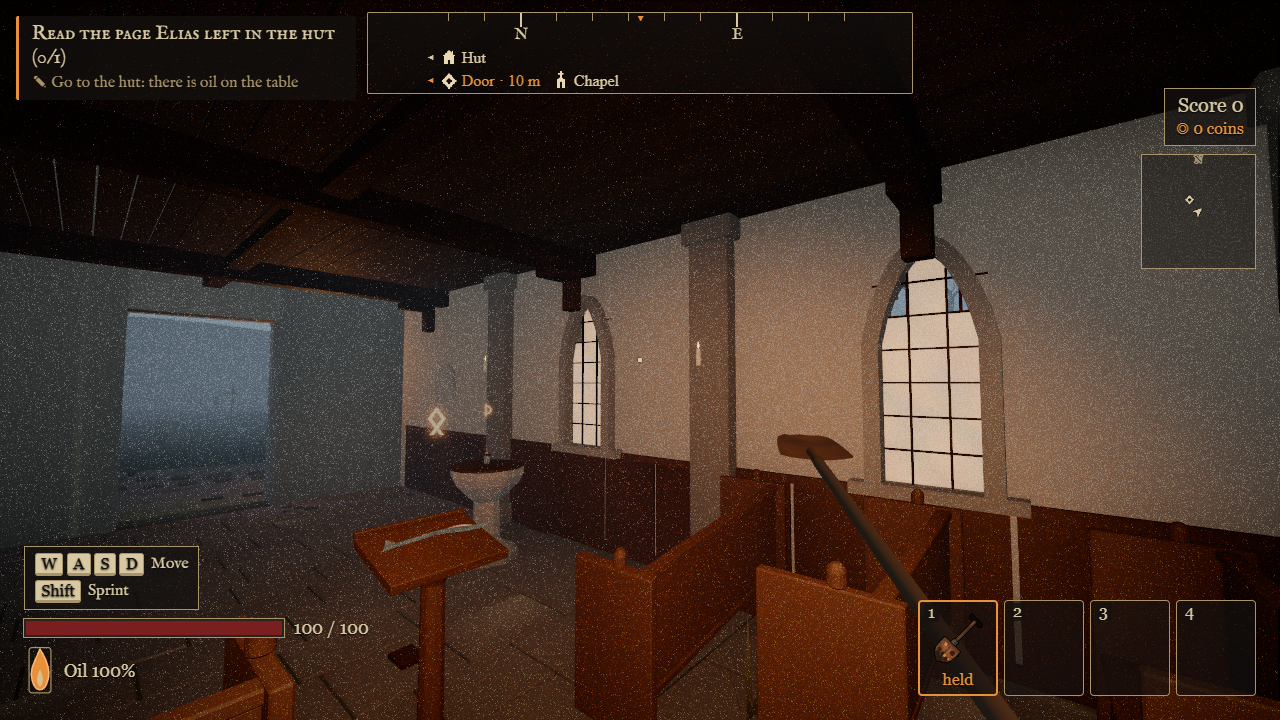 Read the page Elias left in the hut
(0/1)
Go to the hut: there is oil on the table
N
E
Hut
Door · 10 m
Chapel
Score 0
0 coins
N
W A S D Move
Shift Sprint
100 / 100
Oil 100%
1
held
2
3
4